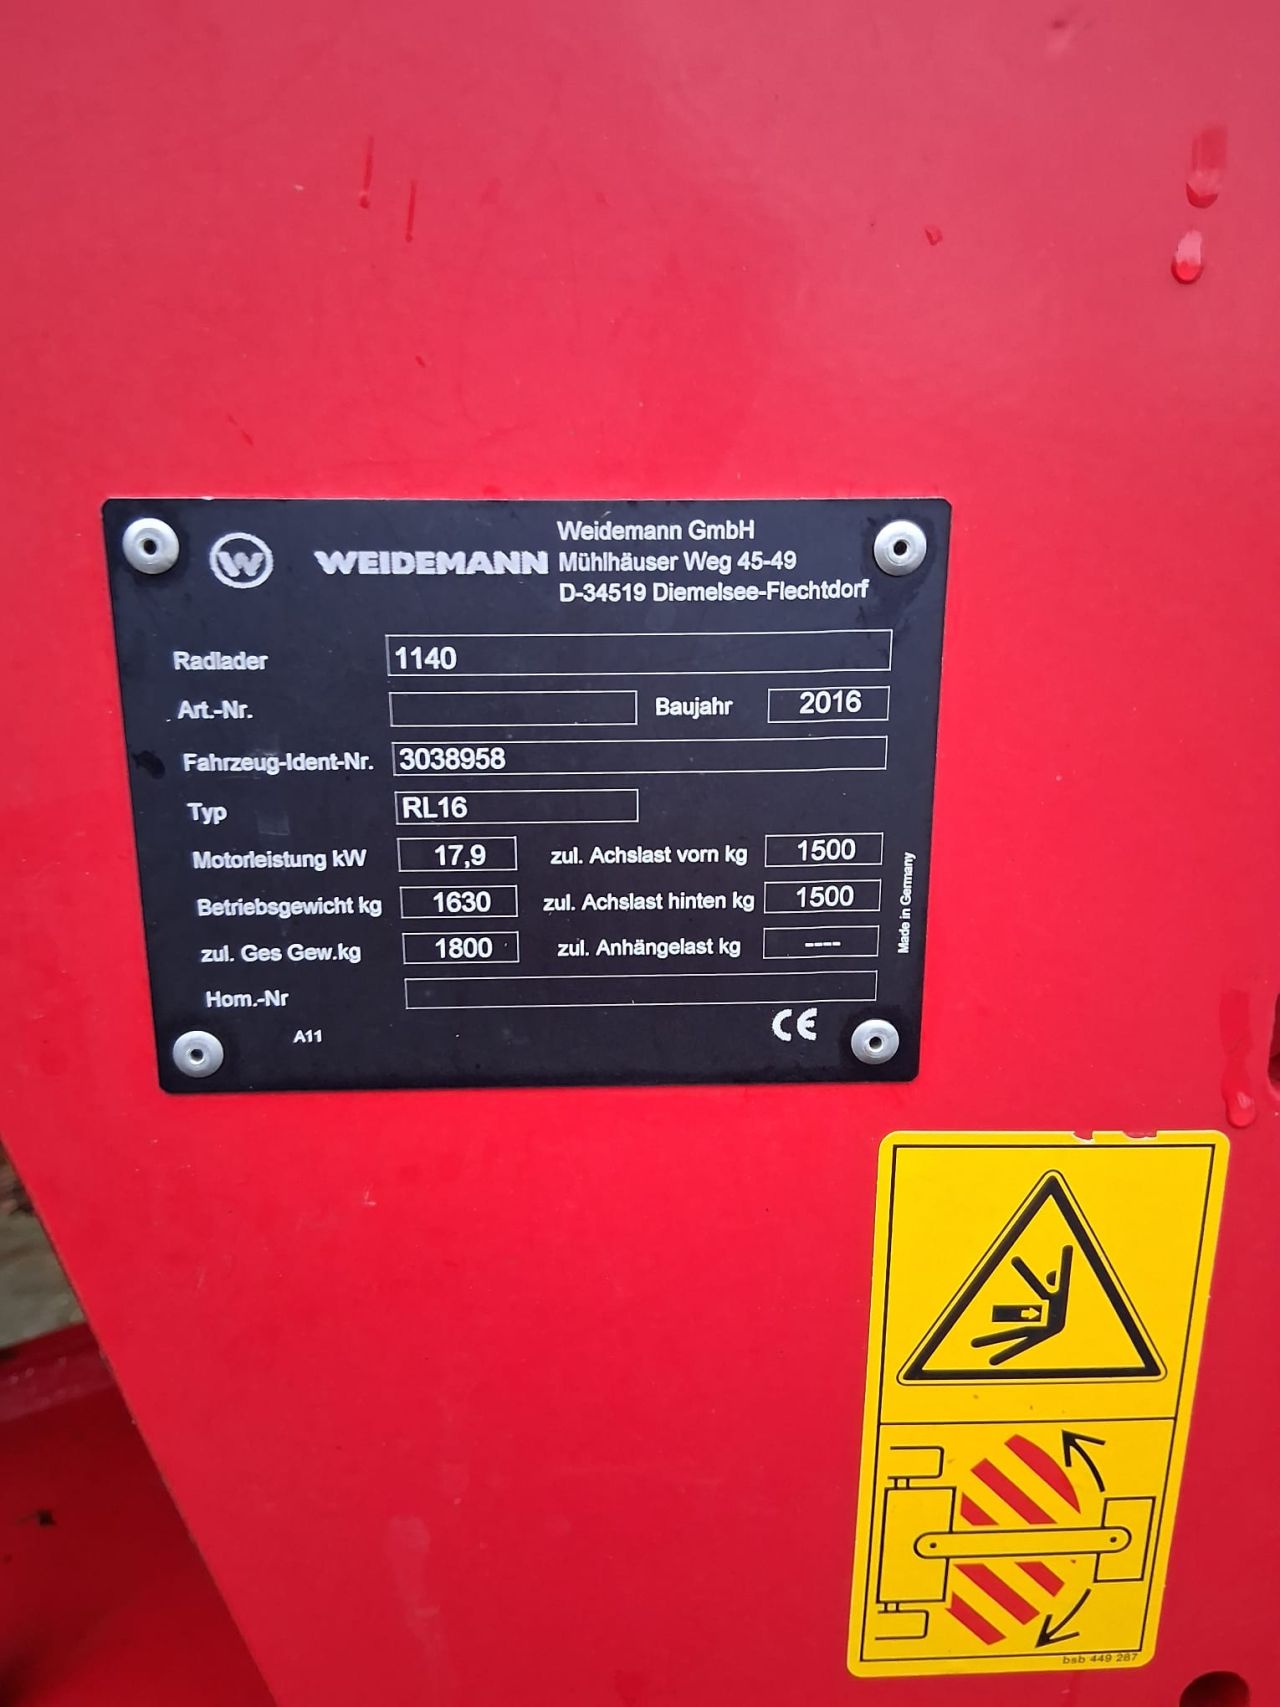 W WEIDEMANN
Weidemann GmbH
Mühlhäuser Weg 45-49
D-34519 Diemelsee-Flechtdorf
Radlader 1140
Art.-Nr. Baujahr 2016
Fahrzeug-Ident-Nr. 3038958
Typ RL16
Motorleistung kW 17,9 zul. Achslast vorn kg 1500
Betriebsgewicht kg 1630 zul. Achslast hinten kg 1500
zul. Ges Gew.kg 1800 zul. Anhängelast kg ----
Hom.-Nr
A11 CE
Made in Germany
bsb 449 287